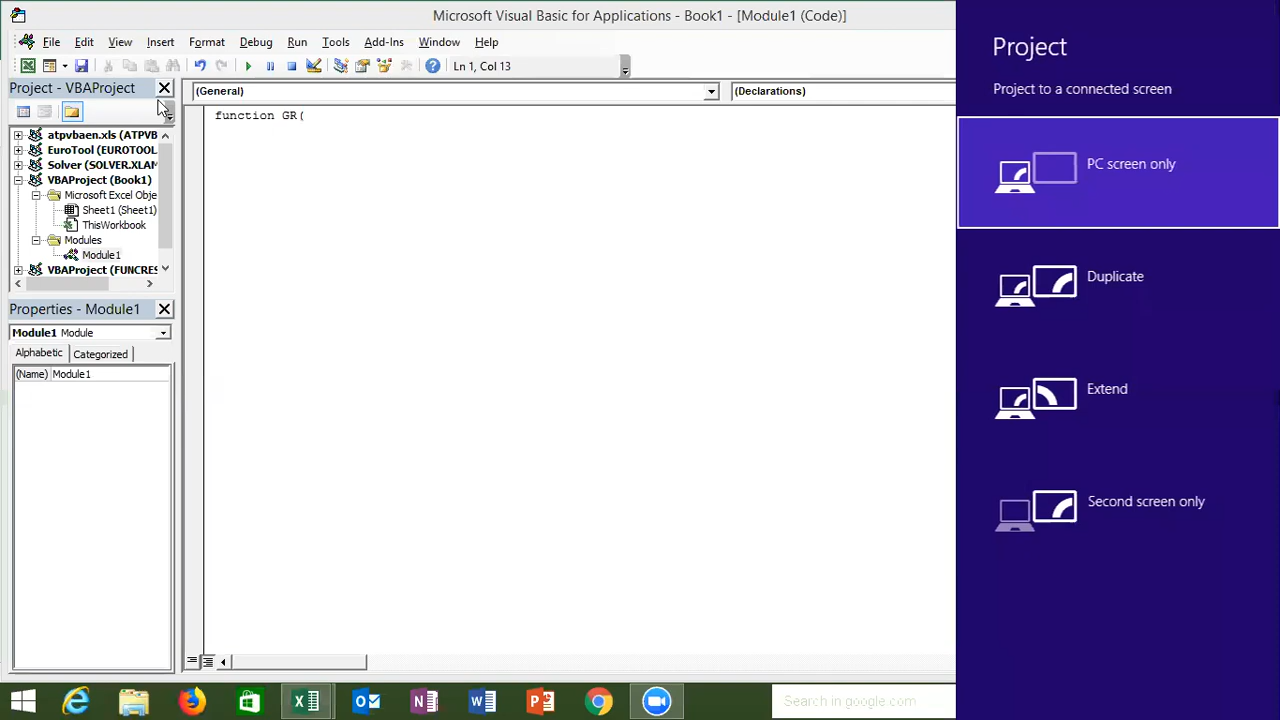 Microsoft Visual Basic for Applications - Book1 - [Module1 (Code)]
File Edit View Insert Format Debug Run Tools Add-Ins Window Help
Ln 1, Col 13
Project - VBAProject
(General)
(Declarations)
function GR(
atpvbaen.xls (ATPVB
EuroTool (EUROTOOL
Solver (SOLVER.XLAM
VBAProject (Book1)
Microsoft Excel Obje
Sheet1 (Sheet1)
ThisWorkbook
Modules
Module1
VBAProject (FUNCRES
Properties - Module1
Module1 Module
Alphabetic Categorized
(Name) Module1
Project
Project to a connected screen
PC screen only
Duplicate
Extend
Second screen only
Search in google.com